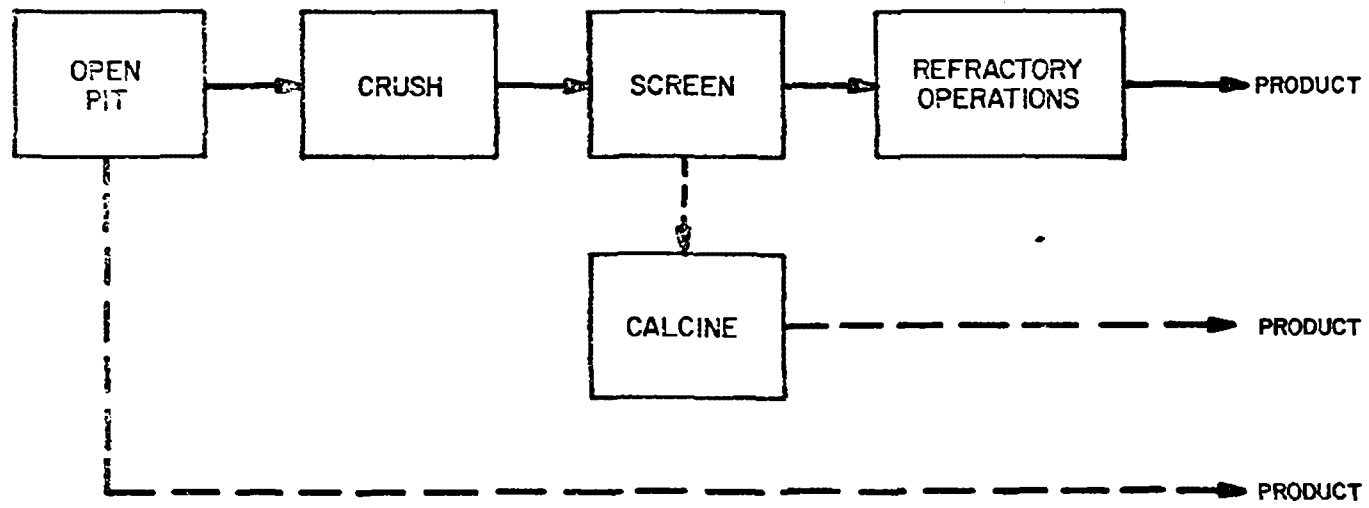 OPEN
PIT
CRUSH
SCREEN
REFRACTORY
OPERATIONS
PRODUCT
CALCINE
PRODUCT
PRODUCT